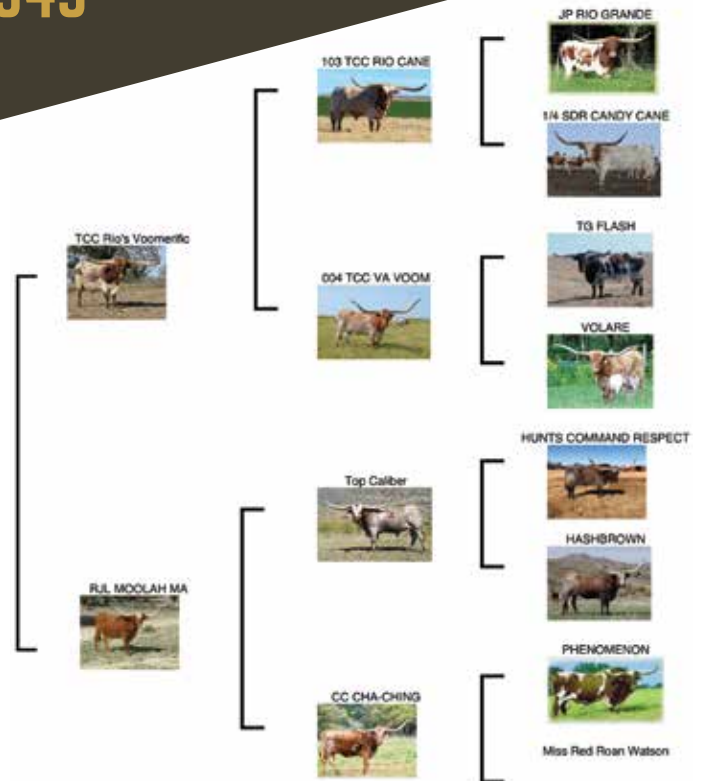 JP RIO GRANDE
103 TCC RIO CANE
1/4 SDR CANDY CANE
TG FLASH
TCC Rio's Voomerific
004 TCC VA VOOM
VOLARE
HUNTS COMMAND RESPECT
Top Caliber
HASHBROWN
RJL MOOLAH MA
PHENOMENON
CC CHA-CHING
Miss Red Roan Watson